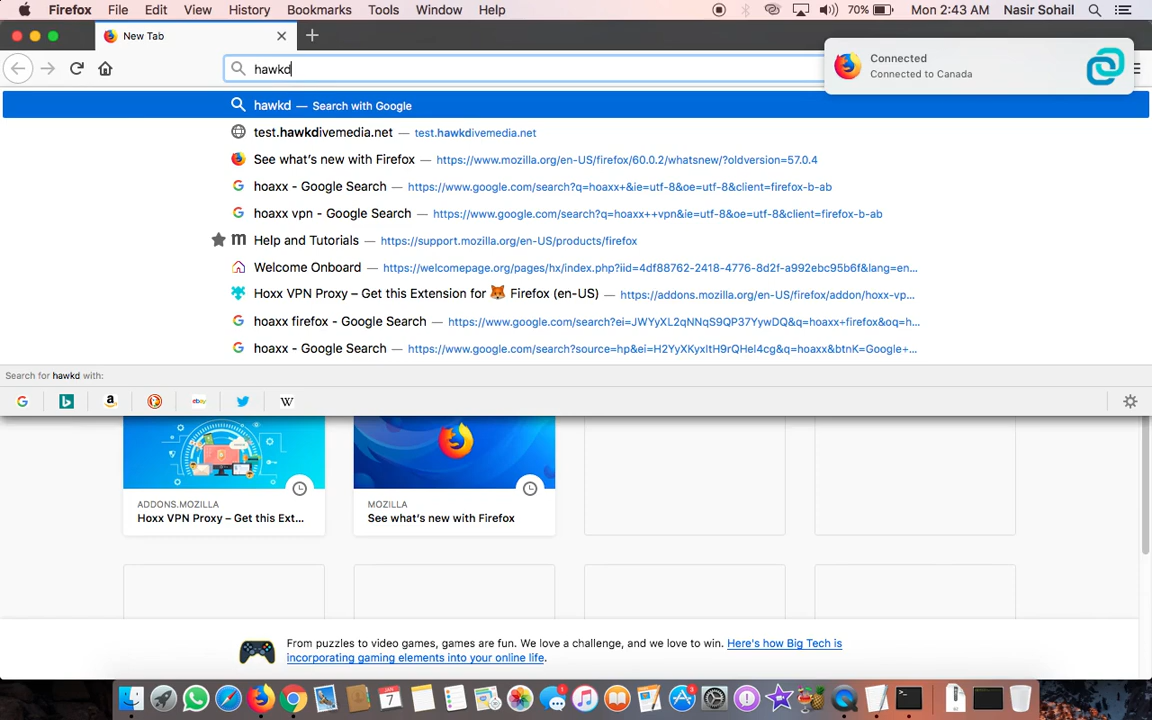 Firefox File Edit View History Bookmarks Tools Window Help 70% Mon 2:43 AM Nasir Sohail
New Tab
Connected
Connected to Canada
hawkd
hawkd — Search with Google
test.hawkdivemedia.net — test.hawkdivemedia.net
See what's new with Firefox — https://www.mozilla.org/en-US/firefox/60.0.2/whatsnew/?oldversion=57.0.4
hoaxx - Google Search — https://www.google.com/search?q=hoaxx+&ie=utf-8&oe=utf-8&client=firefox-b-ab
hoaxx vpn - Google Search — https://www.google.com/search?q=hoaxx++vpn&ie=utf-8&oe=utf-8&client=firefox-b-ab
Help and Tutorials — https://support.mozilla.org/en-US/products/firefox
Welcome Onboard — https://welcomepage.org/pages/hx/index.php?iid=4df88762-2418-4776-8d2f-a992ebc95b6f&lang=en...
Hoxx VPN Proxy – Get this Extension for 🦊 Firefox (en-US) — https://addons.mozilla.org/en-US/firefox/addon/hoxx-vp...
hoaxx firefox - Google Search — https://www.google.com/search?ei=JWYyXL2qNNqS9QP37YywDQ&q=hoaxx+firefox&oq=h...
hoaxx - Google Search — https://www.google.com/search?source=hp&ei=H2YyXKyxItH9rQHel4cg&q=hoaxx&btnK=Google+...
Search for hawkd with:
ebay
ADDONS.MOZILLA
Hoxx VPN Proxy – Get this Ext...
MOZILLA
See what's new with Firefox
From puzzles to video games, games are fun. We love a challenge, and we love to win. Here's how Big Tech is
incorporating gaming elements into your online life.